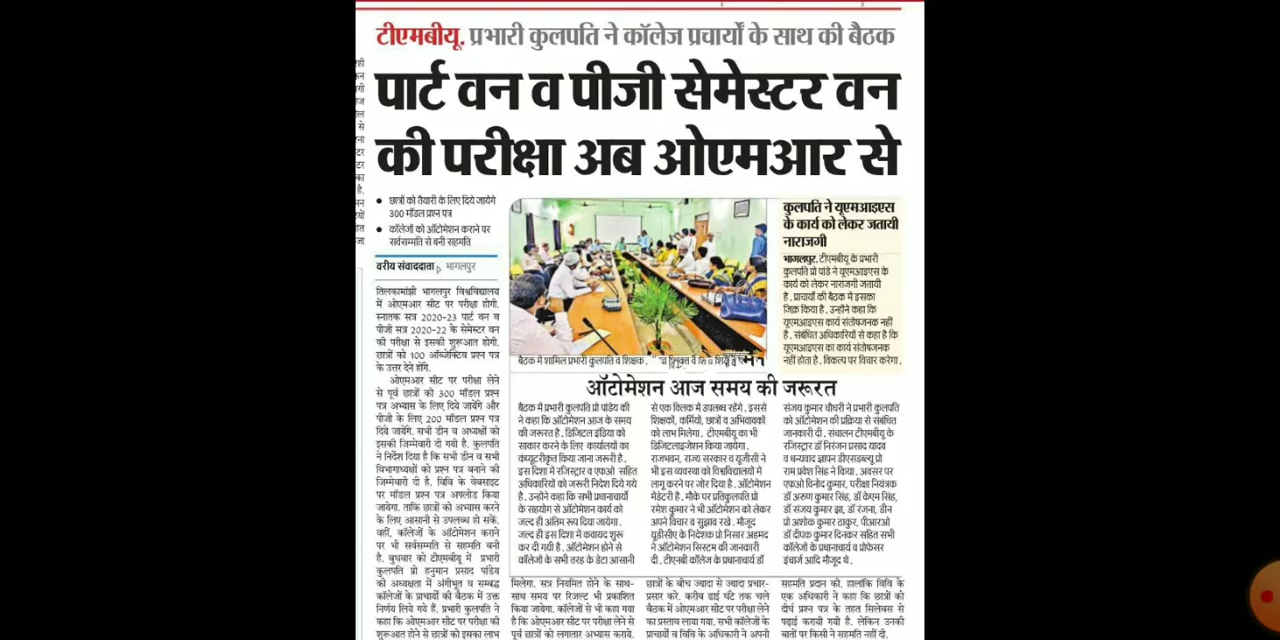 टीएमबीयू. प्रभारी कुलपति ने कॉलेज प्रचार्यों के साथ की बैठक
पार्ट वन व पीजी सेमेस्टर वन
की परीक्षा अब ओएमआर से
छात्रों को तैयारी के लिए दिये जायेंगे
300 मॉडल प्रश्न पत्र
कॉलेजों को ऑटोमेशन कराने पर
सर्वसम्मति से बनी सहमति
वरीय संवाददाता, भागलपुर
तिलकामांझी भागलपुर विश्वविद्यालय
में ओएमआर सीट पर परीक्षा होगी.
स्नातक सत्र 2020-23 पार्ट वन व
पीजी सत्र 2020-22 के सेमेस्टर वन
की परीक्षा से इसकी शुरूआत होगी.
छात्रों को 100 ऑब्जेक्टिव प्रश्न पत्र
के उत्तर देने होंगे.
ओएमआर सीट पर परीक्षा लेने
से पूर्व छात्रों को 300 मॉडल प्रश्न
पत्र अभ्यास के लिए दिये जायेंगे और
पीजी के लिए 200 मॉडल प्रश्न पत्र
दिये जायेंगे. सभी डीन व अध्यक्षों को
इसकी जिम्मेवारी दी गयी है. कुलपति
ने निर्देश दिया है कि सभी डीन व सभी
विभागाध्यक्षों को प्रश्न पत्र बनाने की
जिम्मेवारी दी है. विवि के वेबसाइट
पर मॉडल प्रश्न पत्र अपलोड किया
जायेगा. ताकि छात्रों को अभ्यास करने
के लिए आसानी से उपलब्ध हो सकें.
वहीं, कॉलेजों के ऑटोमेशन कराने
पर भी सर्वसम्मति से सहमति बनी
है. बुधवार को टीएमबीयू में प्रभारी
कुलपति प्रो हनुमान प्रसाद पांडेय
की अध्यक्षता में अंगीभूत व सम्बद्ध
कॉलेजों के प्राचार्यों की बैठक में उक्त
निर्णय लिये गये हैं. प्रभारी कुलपति ने
कहा कि ओएमआर सीट पर परीक्षा की
शुरूआत होने से छात्रों को इसका लाभ
बैठक में शामिल प्रभारी कुलपति व शिक्षक.
कुलपति ने यूएमआइएस
के कार्य को लेकर जतायी
नाराजगी
भागलपुर. टीएमबीयू के प्रभारी
कुलपति प्रो पांडे ने यूएमआइएस के
कार्य को लेकर नाराजगी जतायी
है. प्राचार्यों की बैठक में इसका
जिक्र किया है. उन्होंने कहा कि
यूएमआइएस कार्य संतोषजनक नहीं
है. संबंधित अधिकारियों से कहा है कि
यूएमआइएस का कार्य संतोषजनक
नहीं होता है. विकल्प पर विचार करेगा.
ऑटोमेशन आज समय की जरूरत
बैठक में प्रभारी कुलपति प्रो पांडेय की
ने कहा कि ऑटोमेशन आज के समय
की जरूरत है. डिजिटल इंडिया को
साकार करने के लिए कार्यालयों का
कंप्यूटरीकृत किया जाना जरूरी है.
इस दिशा में रजिस्ट्रार व एफओ सहित
अधिकारियों को जरूरी निदेश दिये गये
है. उन्होंने कहा कि सभी प्रधानाचार्यों
के सहयोग से ऑटोमेशन कार्य को
जल्द ही अंतिम रूप दिया जायेगा.
जल्द ही इस दिशा में कवायद शुरू
कर दी गयी है. ऑटोमेशन होने से
कॉलेजों के सभी तरह के डेटा आसानी
से एक क्लिक में उपलब्ध रहेंगे. इससे
शिक्षकों, कर्मियों, छात्रों व अभिवावकों
को लाभ मिलेगा. टीएमबीयू का भी
डिजिटलाइजेशन किया जायेगा.
राजभवन, राज्य सरकार व यूजीसी ने
भी इस व्यवस्था को विश्वविद्यालयों में
लागू करने पर जोर दिया है. ऑटोमेशन
मेंडेटरी है. मौके पर प्रतिकुलपति प्रो
रमेश कुमार ने भी ऑटोमेशन को लेकर
अपने विचार व सुझाव रखे. मौजूद
यूडीसीए के निदेशक प्रो निसार अहमद
ने ऑटोमेशन सिस्टम की जानकारी
दी. टीएनबी कॉलेज के प्रधानाचार्य डॉ
संजय कुमार चौधरी ने प्रभारी कुलपति
को ऑटोमेशन की प्रक्रिया से संबंधित
जानकारी दी. संचालन टीएमबीयू के
रजिस्ट्रार डॉ निरंजन प्रसाद यादव
व धन्यवाद ज्ञापन डीएसडब्ल्यू प्रो
राम प्रवेश सिंह ने किया. अवसर पर
एफओ विनोद कुमार, परीक्षा नियंत्रक
डॉ अरुण कुमार सिंह, डॉ केएम सिंह,
डॉ संजय कुमार झा, डॉ रंजना, डीन
प्रो अशोक कुमार ठाकुर, पीआरओ
डॉ दीपक कुमार दिनकर सहित सभी
कॉलेजों के प्रधानाचार्य व प्रोफेसर
इंचार्ज आदि मौजूद थे.
मिलेगा. सत्र नियमित होने के साथ-
साथ समय पर रिजल्ट भी प्रकाशित
किया जायेगा. कॉलेजों से भी कहा गया
है कि ओएमआर सीट पर परीक्षा लेने से
पूर्व छात्रों को लगातार अभ्यास कराये.
छात्रों के बीच ज्यादा से ज्यादा प्रचार-
प्रसार करे. करीब ढाई घंटे तक चले
बैठक में ओएमआर सीट पर परीक्षा लेने
का प्रस्ताव लाया गया. सभी कॉलेजों के
प्राचार्यों व विवि के अधिकारी ने अपनी
सहमति प्रदान की. हालांकि विवि के
एक अधिकारी ने कहा कि छात्रों को
दीर्घ प्रश्न पत्र के तहत सिलेबस से
पढ़ाई करायी गयी है. लेकिन उनकी
बातों पर किसी ने सहमति नहीं दी.